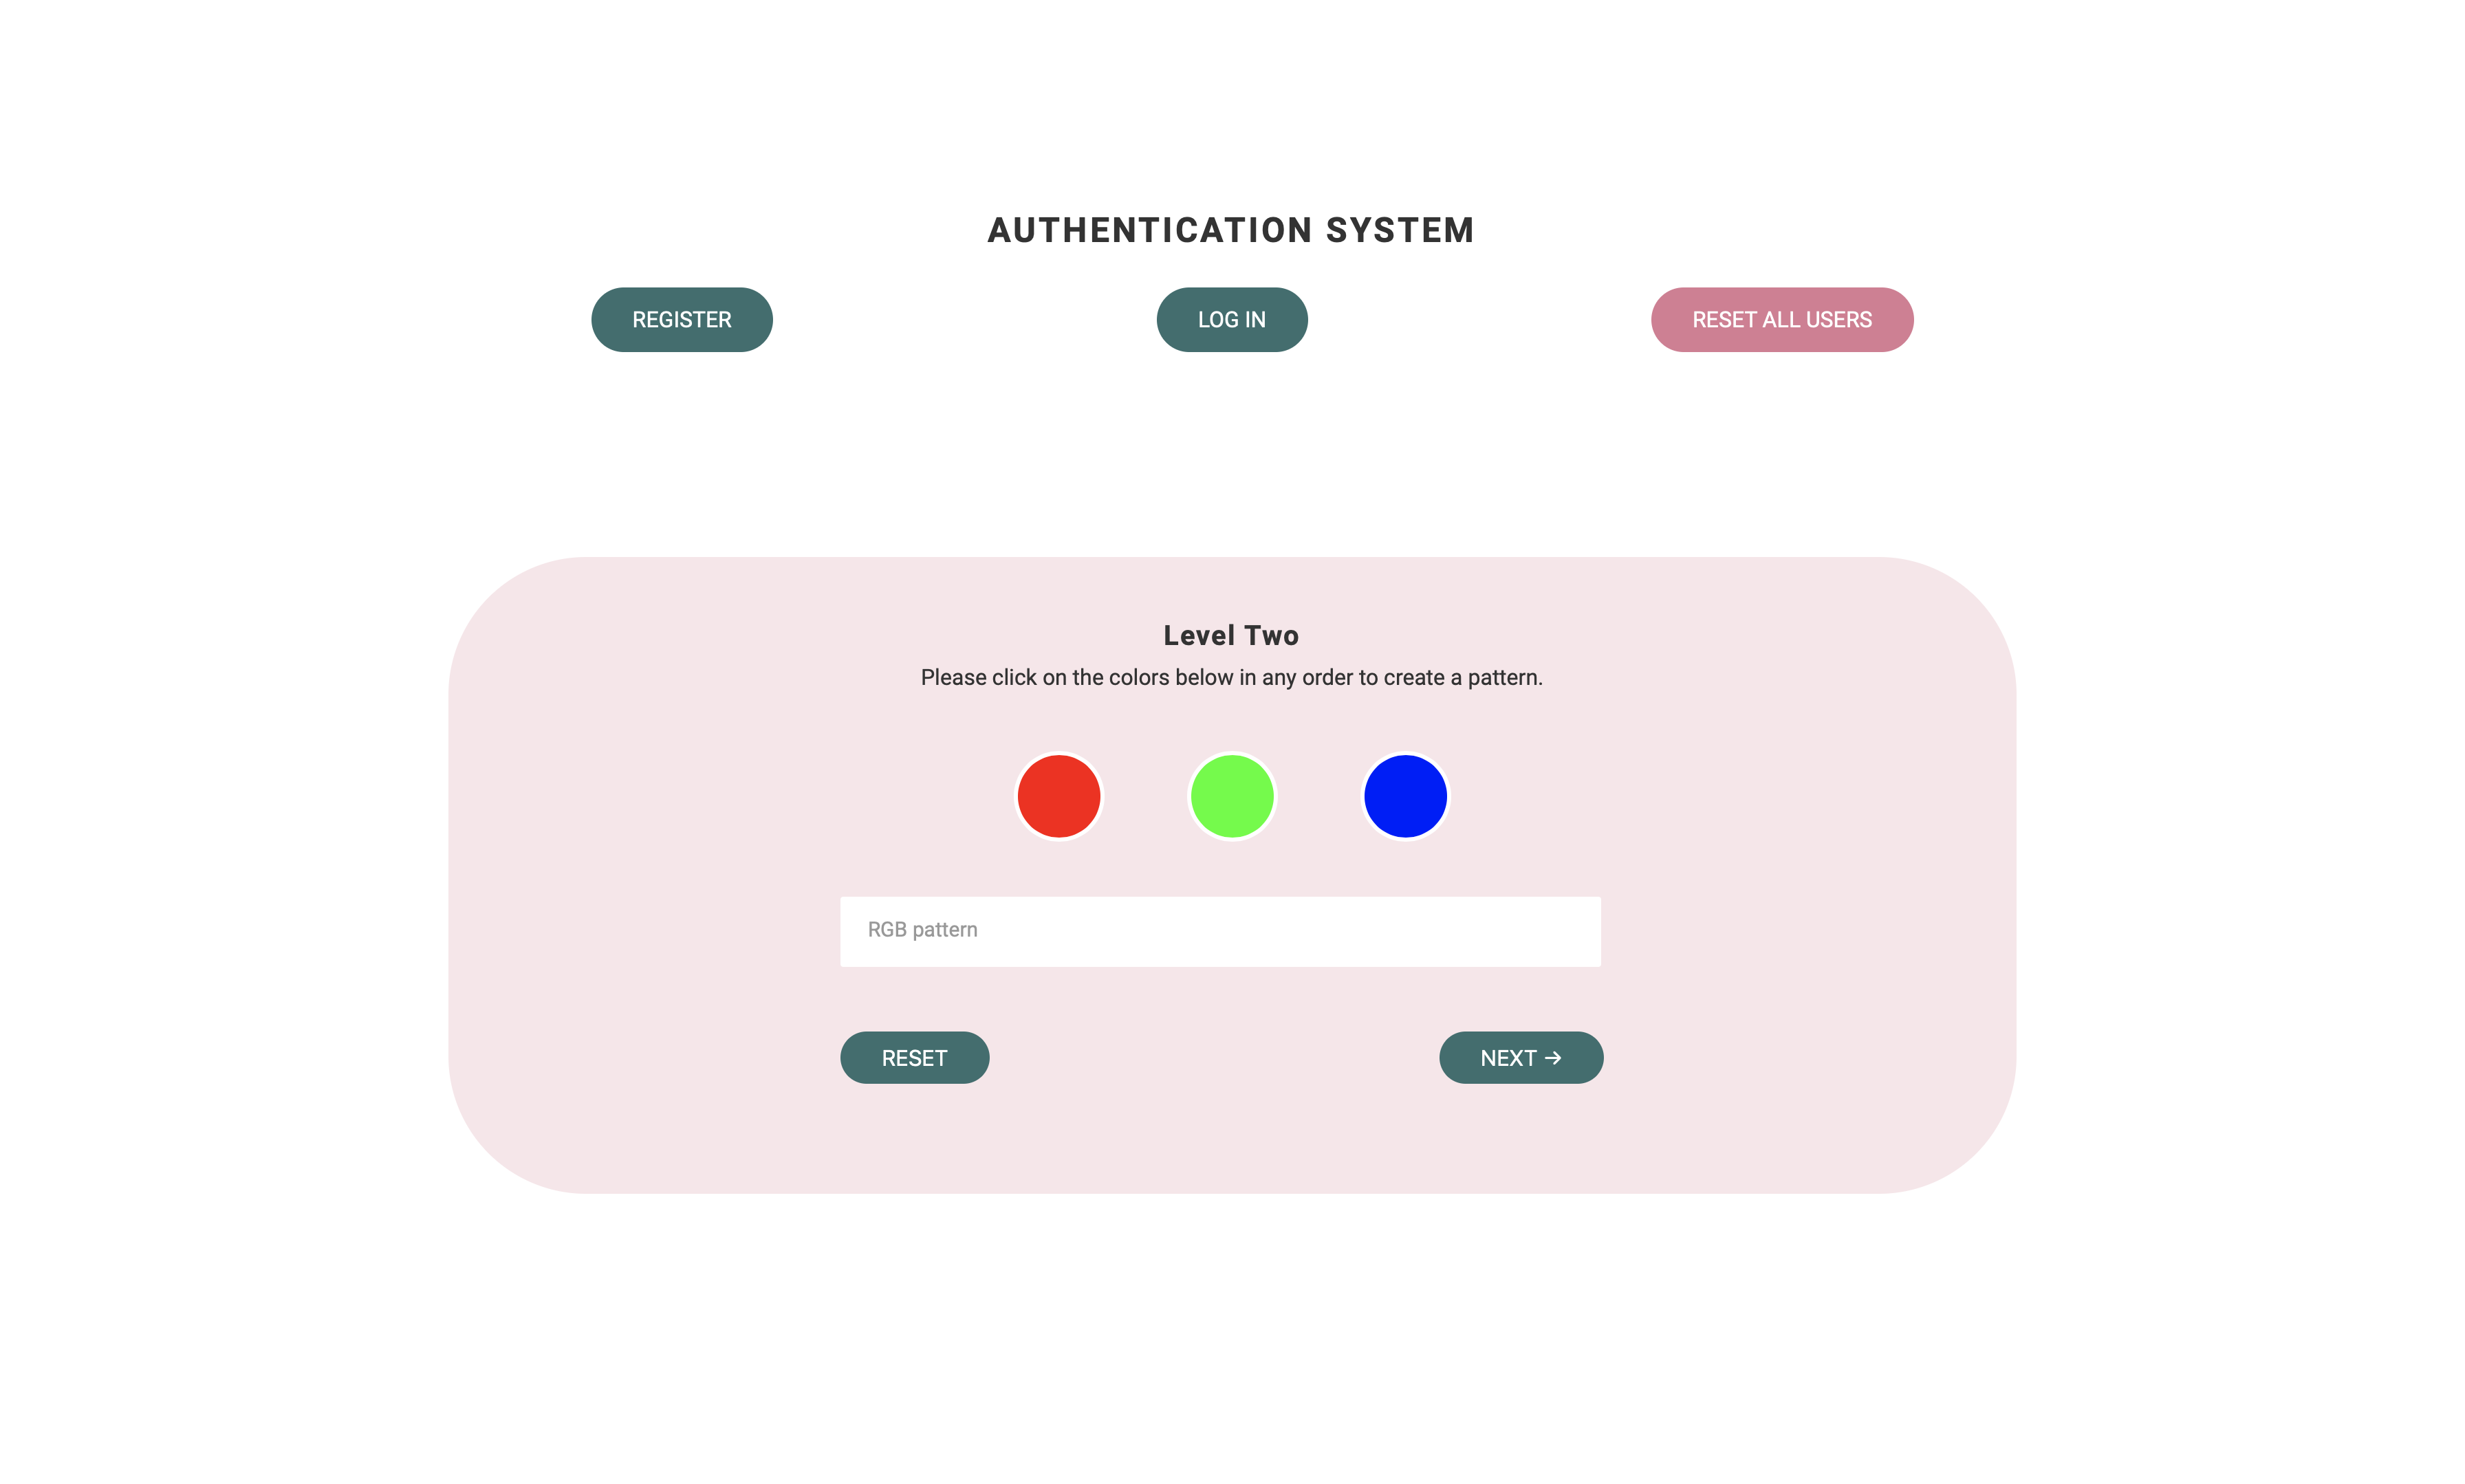 AUTHENTICATION SYSTEM
REGISTER
LOG IN
RESET ALL USERS
Level Two
Please click on the colors below in any order to create a pattern.
RGB pattern
RESET
NEXT →